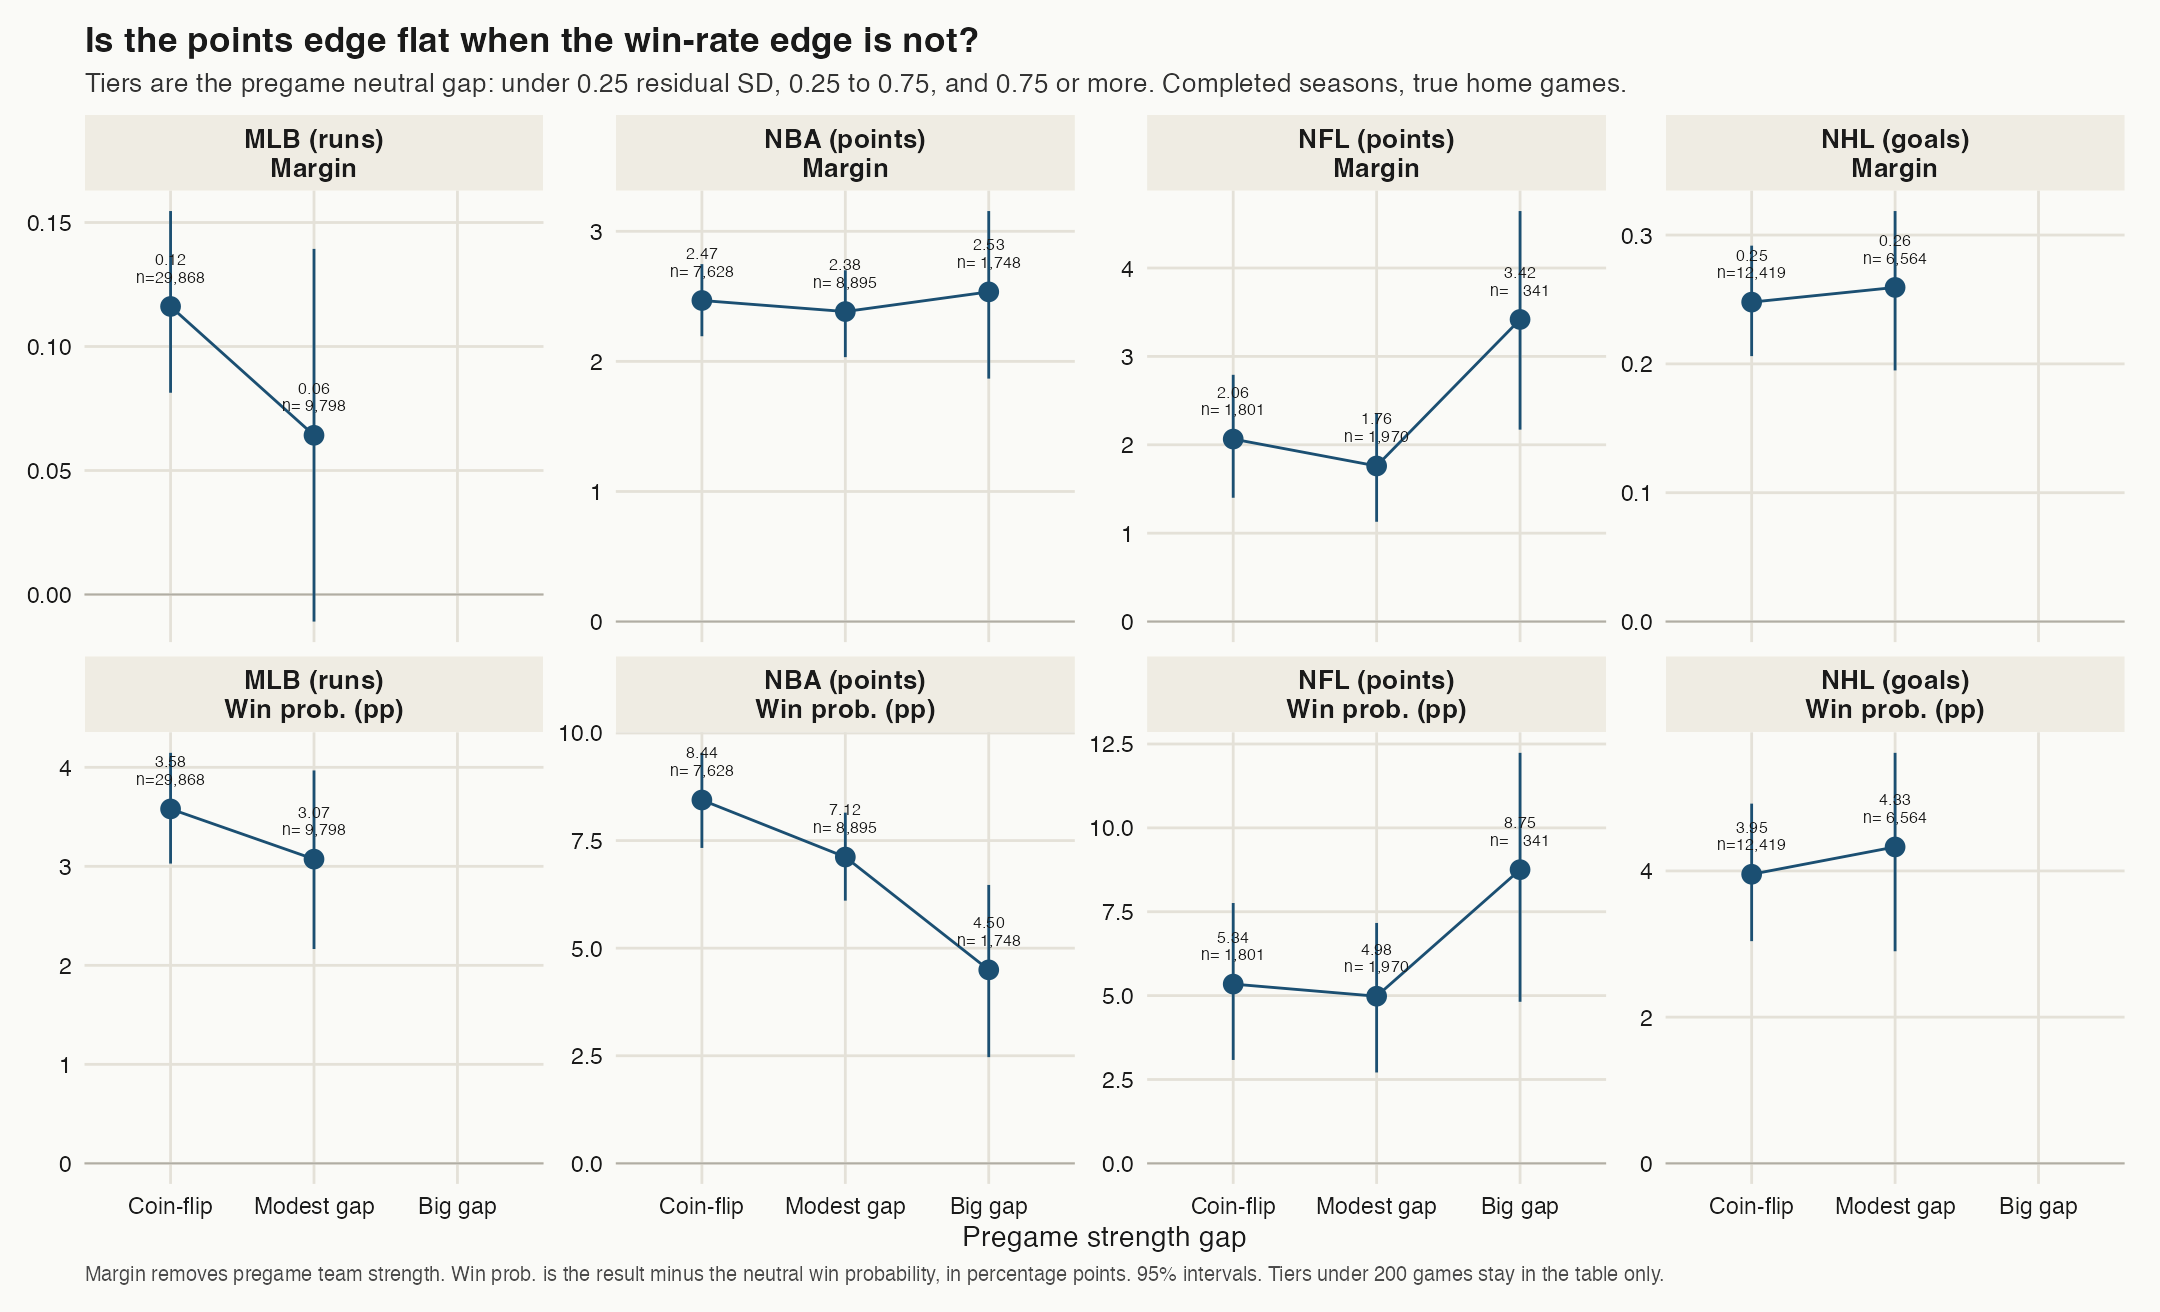 Is the points edge flat when the win-rate edge is not?
Tiers are the pregame neutral gap: under 0.25 residual SD, 0.25 to 0.75, and 0.75 or more. Completed seasons, true home games.
MLB (runs)
Margin
0.15
0.10
0.05
0.00
0.12
n=29,868
0.06
n= 9,798
NBA (points)
Margin
3
2
1
0
2.47
n= 7,628
2.38
n= 8,895
2.53
n= 1,748
NFL (points)
Margin
4
3
2
1
0
2.06
n= 1,801
1.76
n= 1,970
3.42
n=   341
NHL (goals)
Margin
0.3
0.2
0.1
0.0
0.25
n=12,419
0.26
n= 6,564
MLB (runs)
Win prob. (pp)
4
3
2
1
0
3.58
n=29,868
3.07
n= 9,798
Coin-flip
Modest gap
Big gap
NBA (points)
Win prob. (pp)
10.0
7.5
5.0
2.5
0.0
8.44
n= 7,628
7.12
n= 8,895
4.50
n= 1,748
Coin-flip
Modest gap
Big gap
NFL (points)
Win prob. (pp)
12.5
10.0
7.5
5.0
2.5
0.0
5.34
n= 1,801
4.98
n= 1,970
8.75
n=   341
Coin-flip
Modest gap
Big gap
NHL (goals)
Win prob. (pp)
4
2
0
3.95
n=12,419
4.33
n= 6,564
Coin-flip
Modest gap
Big gap
Pregame strength gap
Margin removes pregame team strength. Win prob. is the result minus the neutral win probability, in percentage points. 95% intervals. Tiers under 200 games stay in the table only.